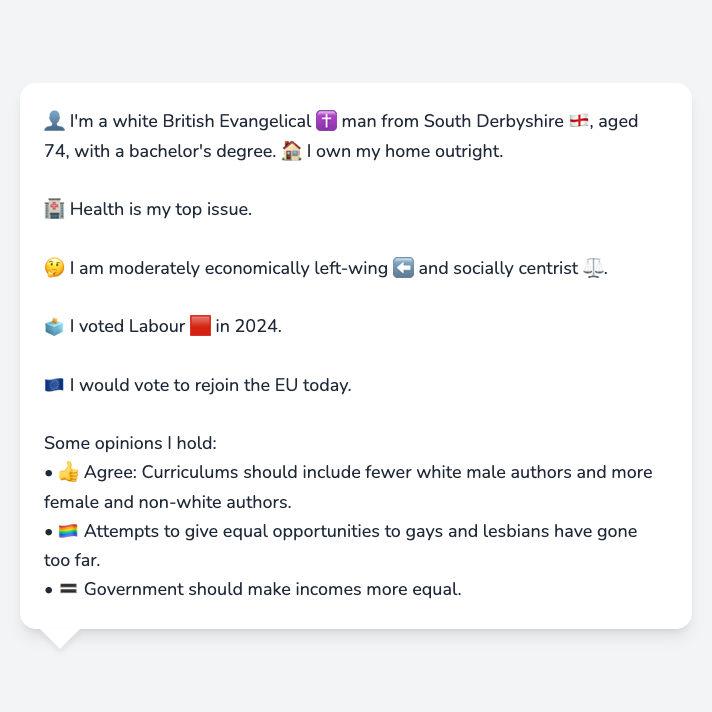 👤 I'm a white British Evangelical ✝️ man from South Derbyshire 🏴󠁧󠁢󠁥󠁮󠁧󠁿, aged
74, with a bachelor's degree. 🏠 I own my home outright.
🏥 Health is my top issue.
🤔 I am moderately economically left-wing ⬅️ and socially centrist ⚖️.
🗳️ I voted Labour 🟥 in 2024.
🇪🇺 I would vote to rejoin the EU today.
Some opinions I hold:
• 👍 Agree: Curriculums should include fewer white male authors and more
female and non-white authors.
• 🏳️‍🌈 Attempts to give equal opportunities to gays and lesbians have gone
too far.
• 🟰 Government should make incomes more equal.